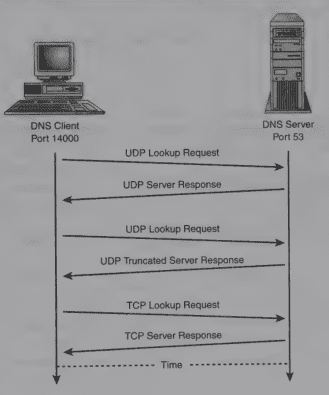 DNS Client
Port 14000
DNS Server
Port 53
UDP Lookup Request
UDP Server Response
UDP Lookup Request
UDP Truncated Server Response
TCP Lookup Request
TCP Server Response
Time